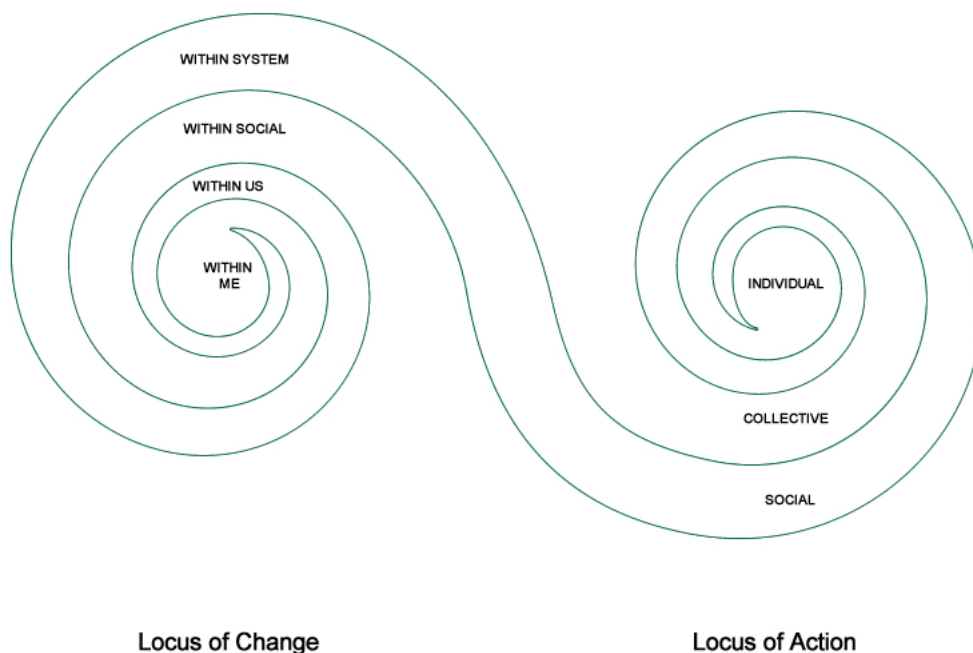 WITHIN SYSTEM
WITHIN SOCIAL
WITHIN US
WITHIN
ME
INDIVIDUAL
COLLECTIVE
SOCIAL
Locus of Change
Locus of Action